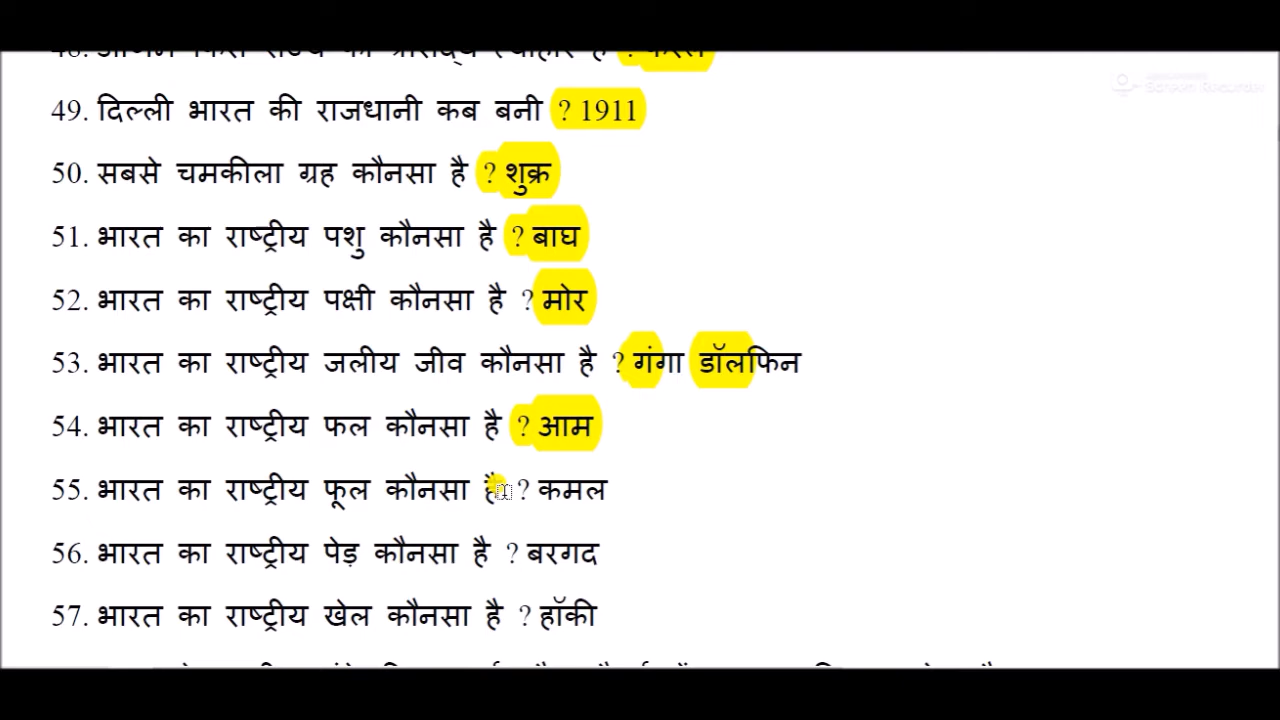 49. दिल्ली भारत की राजधानी कब बनी ? 1911
50. सबसे चमकीला ग्रह कौनसा है ? शुक्र
51. भारत का राष्ट्रीय पशु कौनसा है ? बाघ
52. भारत का राष्ट्रीय पक्षी कौनसा है ? मोर
53. भारत का राष्ट्रीय जलीय जीव कौनसा है ? गंगा डॉलफिन
54. भारत का राष्ट्रीय फल कौनसा है ? आम
55. भारत का राष्ट्रीय फूल कौनसा है ? कमल
56. भारत का राष्ट्रीय पेड़ कौनसा है ? बरगद
57. भारत का राष्ट्रीय खेल कौनसा है ? हॉकी